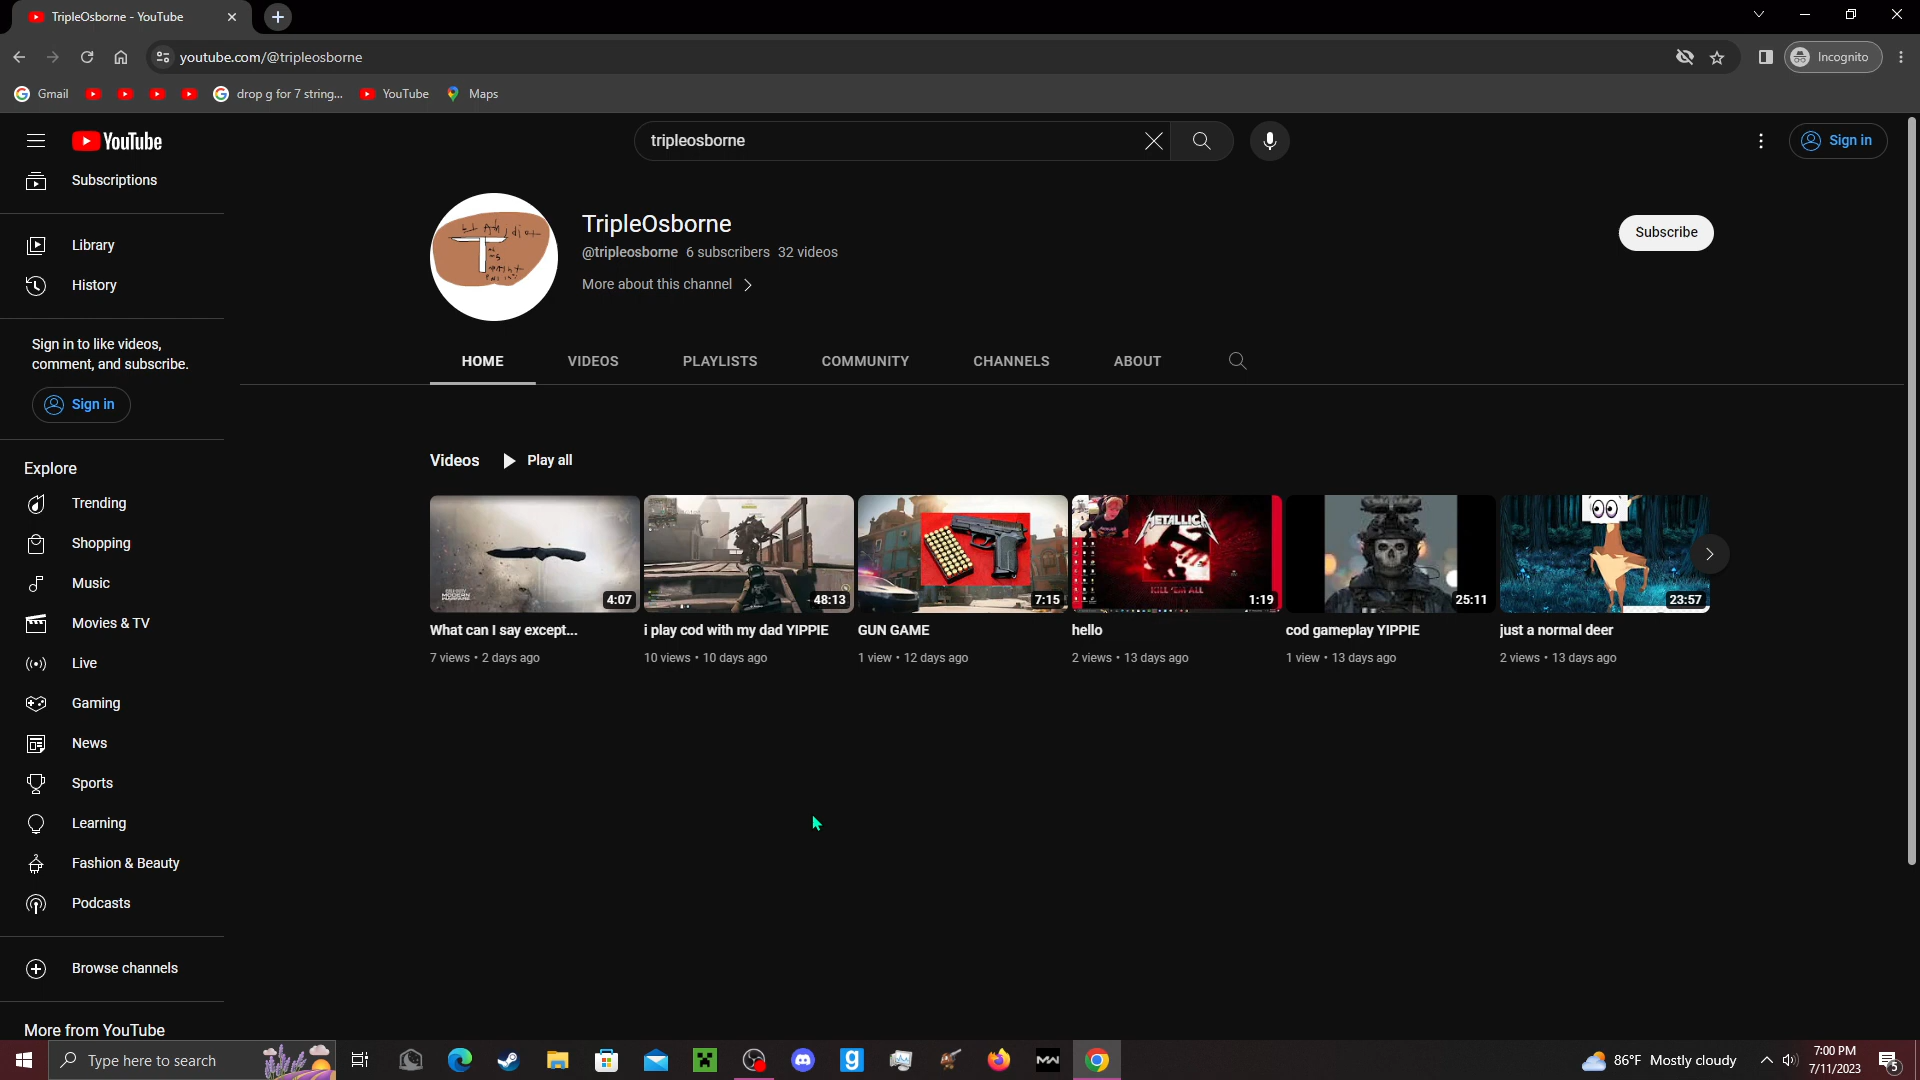 TripleOsborne - YouTube
youtube.com/@tripleosborne
Incognito
Gmail
drop g for 7 string...
YouTube
Maps
YouTube
tripleosborne
Sign in
Subscriptions
Library
History
Sign in to like videos,
comment, and subscribe.
Sign in
Explore
Trending
Shopping
Music
Movies & TV
Live
Gaming
News
Sports
Learning
Fashion & Beauty
Podcasts
Browse channels
More from YouTube
TripleOsborne
@tripleosborne 6 subscribers 32 videos
More about this channel
Subscribe
HOME
VIDEOS
PLAYLISTS
COMMUNITY
CHANNELS
ABOUT
Videos
Play all
MODERN
4:07
What can I say except...
7 views • 2 days ago
48:13
i play cod with my dad YIPPIE
10 views • 10 days ago
7:15
GUN GAME
1 view • 12 days ago
METALLICA
KILL 'EM ALL
1:19
hello
2 views • 13 days ago
25:11
cod gameplay YIPPIE
1 view • 13 days ago
23:57
just a normal deer
2 views • 13 days ago
Type here to search
86°F Mostly cloudy
7:00 PM
7/11/2023
5